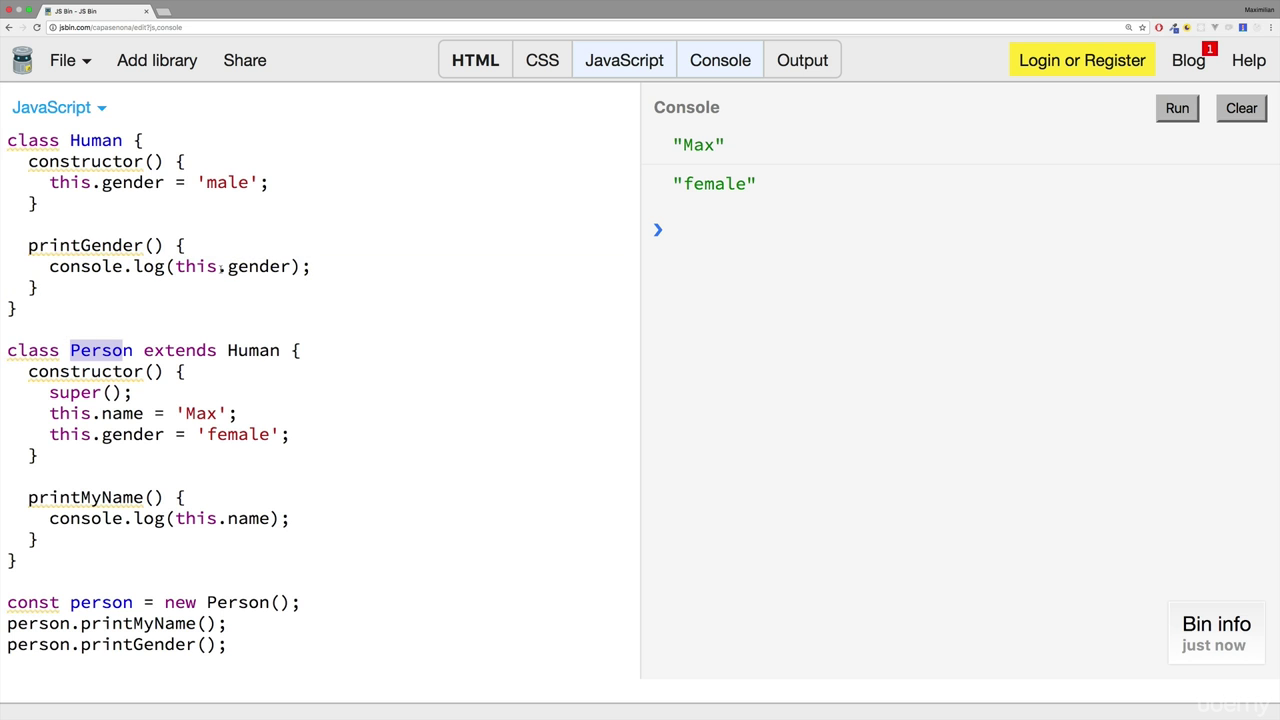 JS Bin - JS Bin
Maximilian
jsbin.com/capasenona/edit?js,console
File Add library Share HTML CSS JavaScript Console Output Login or Register Blog 1 Help
JavaScript
Console Run Clear
class Human {
constructor() {
this.gender = 'male';
}
printGender() {
console.log(this.gender);
}
}
class Person extends Human {
constructor() {
super();
this.name = 'Max';
this.gender = 'female';
}
printMyName() {
console.log(this.name);
}
}
const person = new Person();
person.printMyName();
person.printGender();
"Max"
"female"
Bin info
just now
udemy